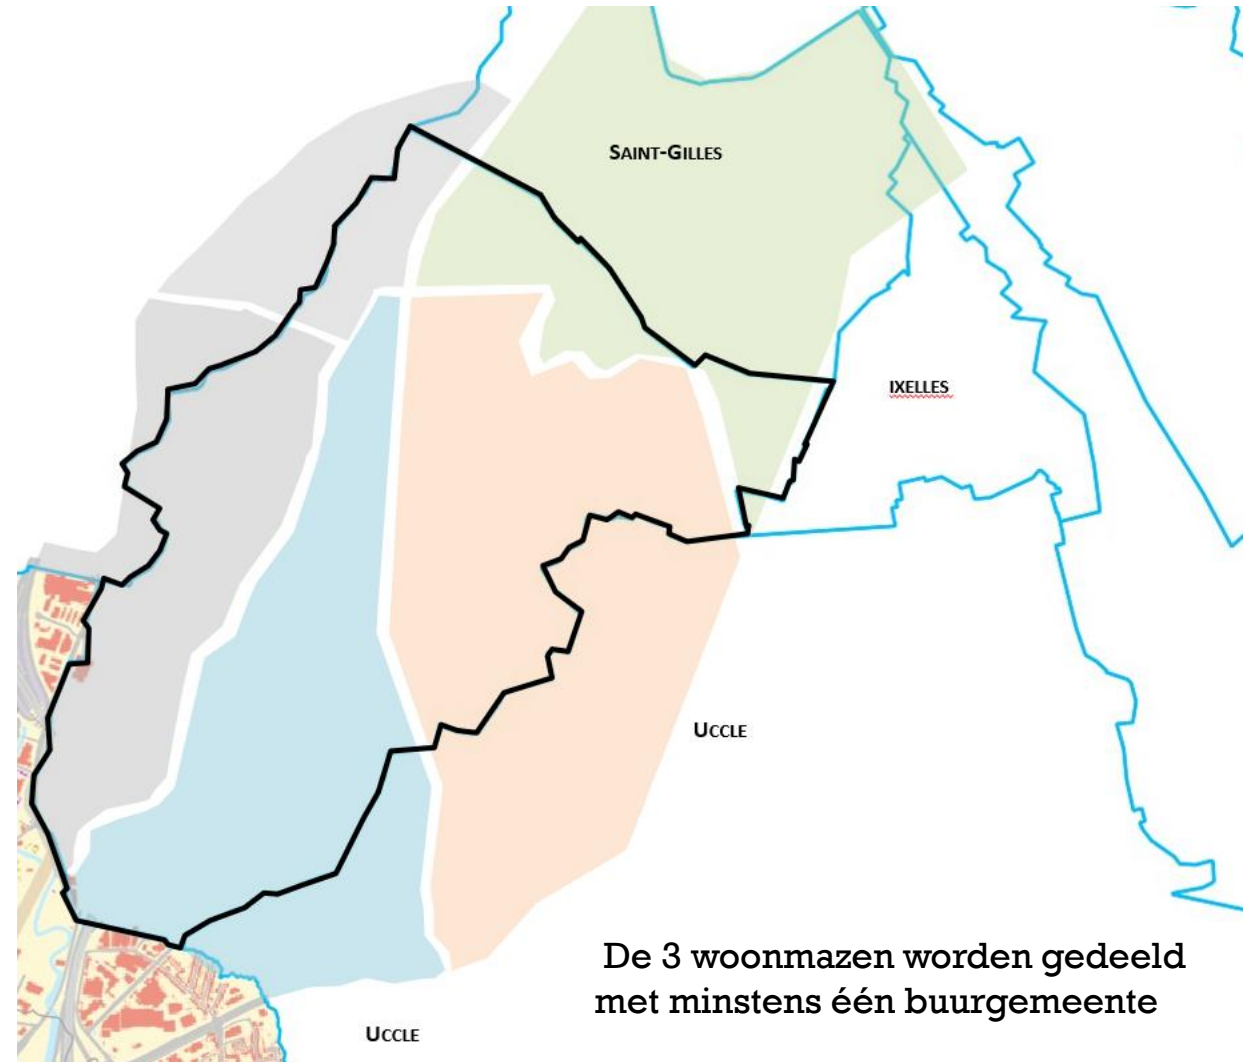 SAINT-GILLES
IXELLES
UCCLE
De 3 woonmazen worden gedeeld
met minstens één buurgemeente
UCCLE